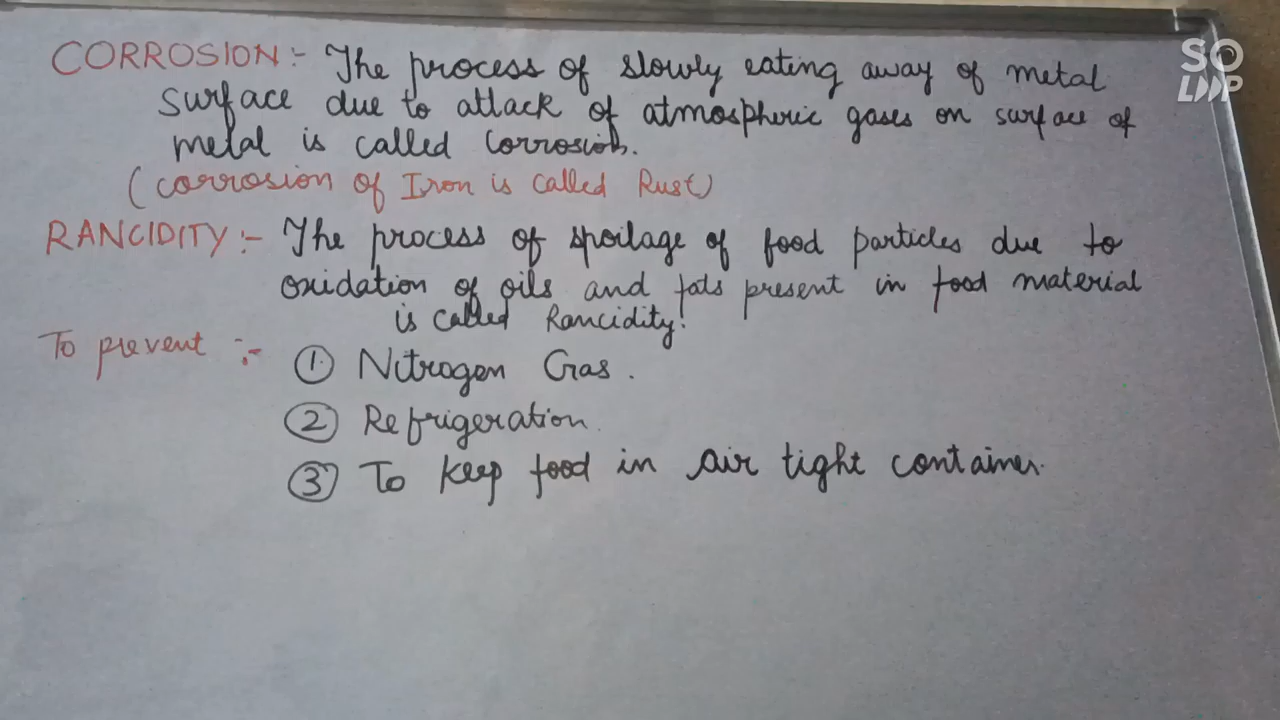 CORROSION :- The process of slowly eating away of metal
surface due to attack of atmospheric gases on surface of
metal is called Corrosion.
(corrosion of Iron is called Rust)
RANCIDITY :- The process of spoilage of food particles due to
oxidation of oils and fats present in food material
is called Rancidity.
To prevent :-
① Nitrogen Gas.
② Refrigeration.
③ To keep food in air tight container.
SO
LOOP